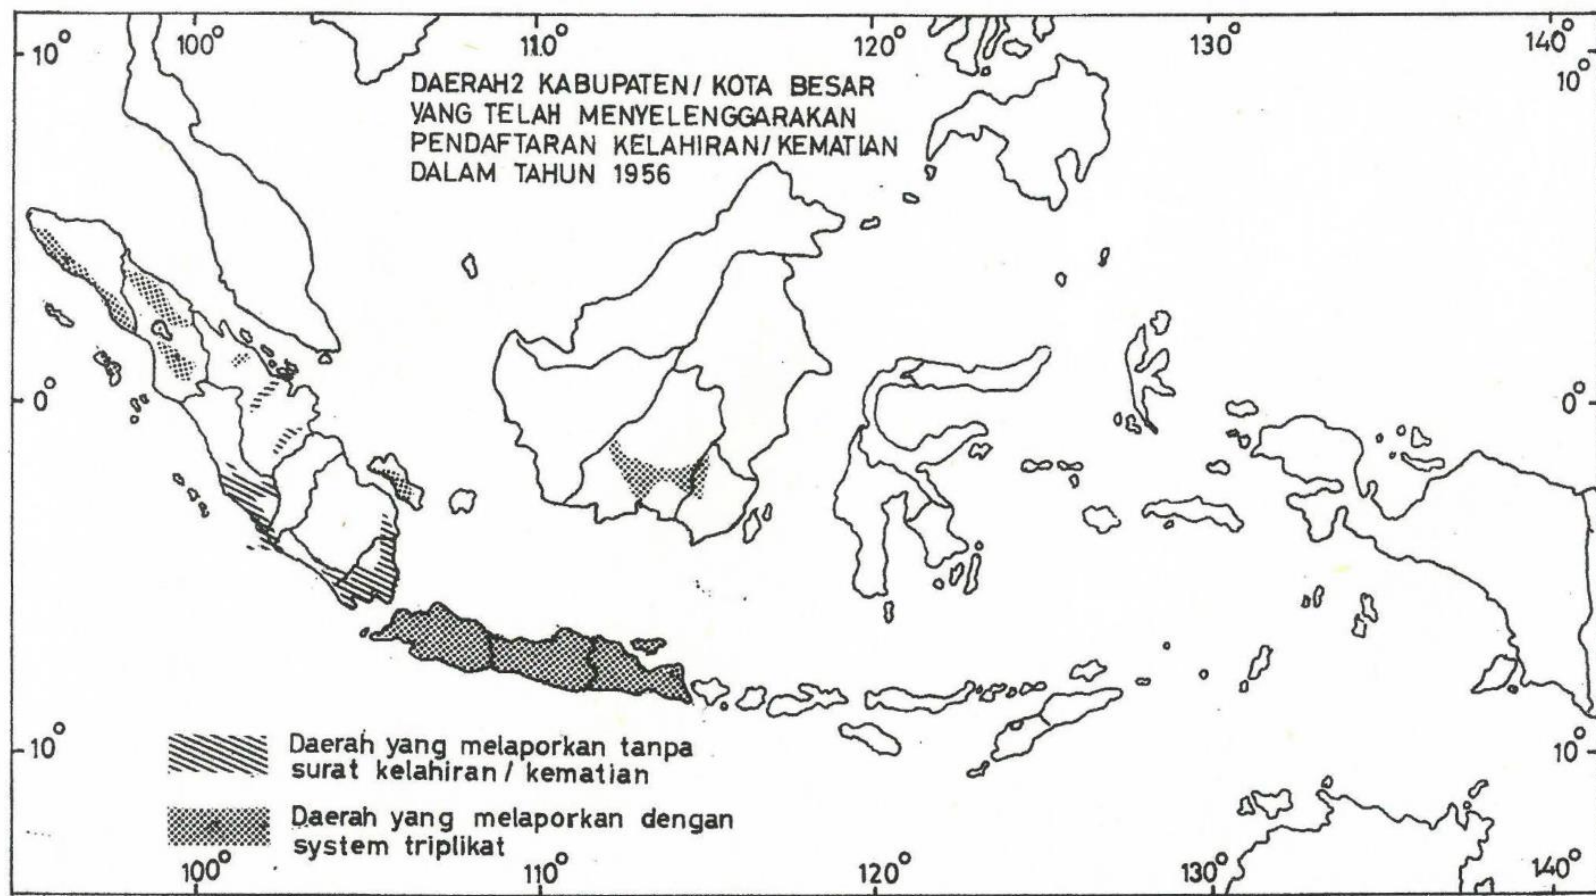 100° 110° 120° 130° 140°
10° 10°
DAERAH2 KABUPATEN/ KOTA BESAR
YANG TELAH MENYELENGGARAKAN
PENDAFTARAN KELAHIRAN/KEMATIAN
DALAM TAHUN 1956
0° 0°
10° 10°
Daerah yang melaporkan tanpa
surat kelahiran/ kematian
Daerah yang melaporkan dengan
system triplikat
100° 110° 120° 130° 140°